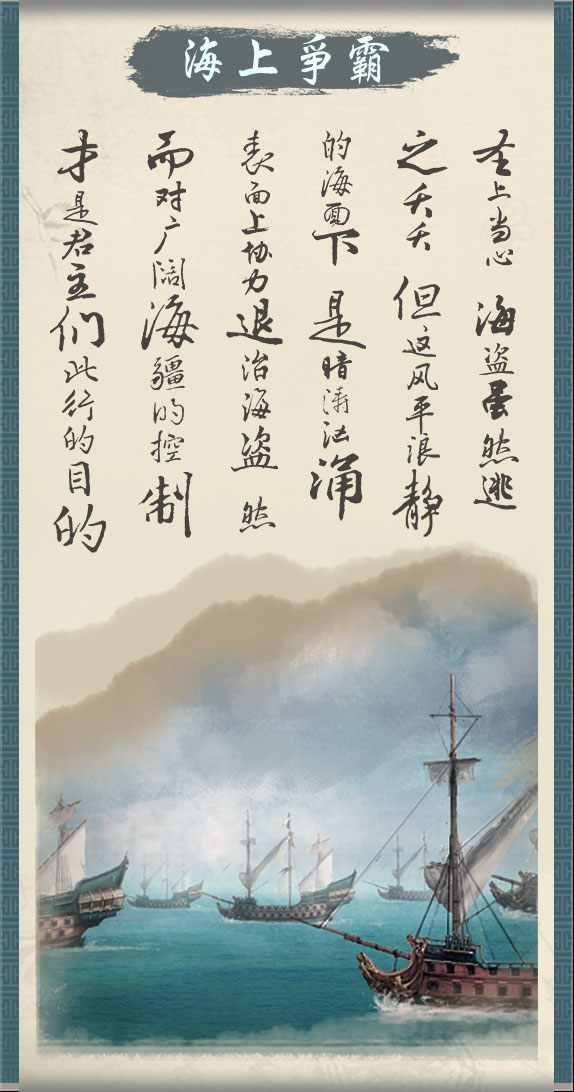 海上爭霸
圣上当心 海盗虽然逃
之夭夭 但这风平浪静
的海面下 是暗涛汹涌
表面上协力退治海盗 然
而对广阔海疆的控制
才是君主们此行的目的